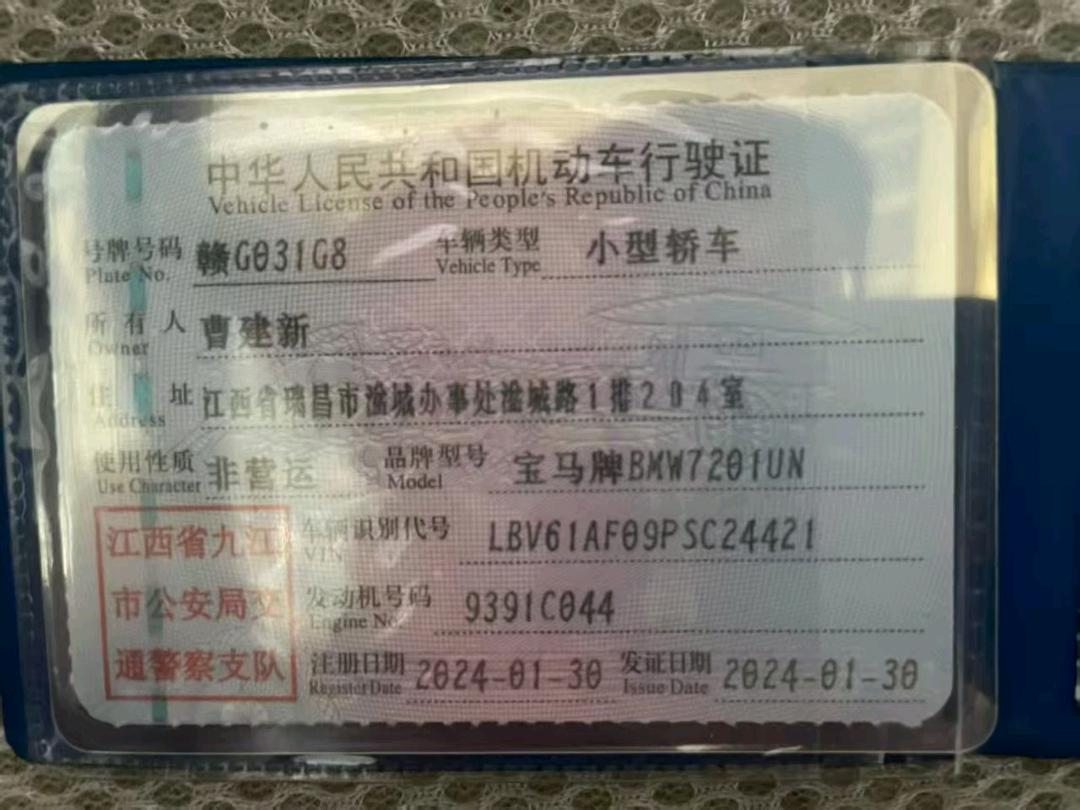 中华人民共和国机动车行驶证
Vehicle License of the People's Republic of China
号牌号码 赣G031G8 车辆类型 小型轿车
Plate No. Vehicle Type
所有人 曹建新
Owner
住址 江西省瑞昌市湓城办事处湓城路1排204室
Address
使用性质 非营运 品牌型号 宝马牌BMW7201UN
Use Character Model
江西省九江 车辆识别代号 LBV61AF09PSC24421
VIN
市公安局交 发动机号码 9391C044
Engine No.
通警察支队 注册日期 2024-01-30 发证日期 2024-01-30
Register Date Issue Date